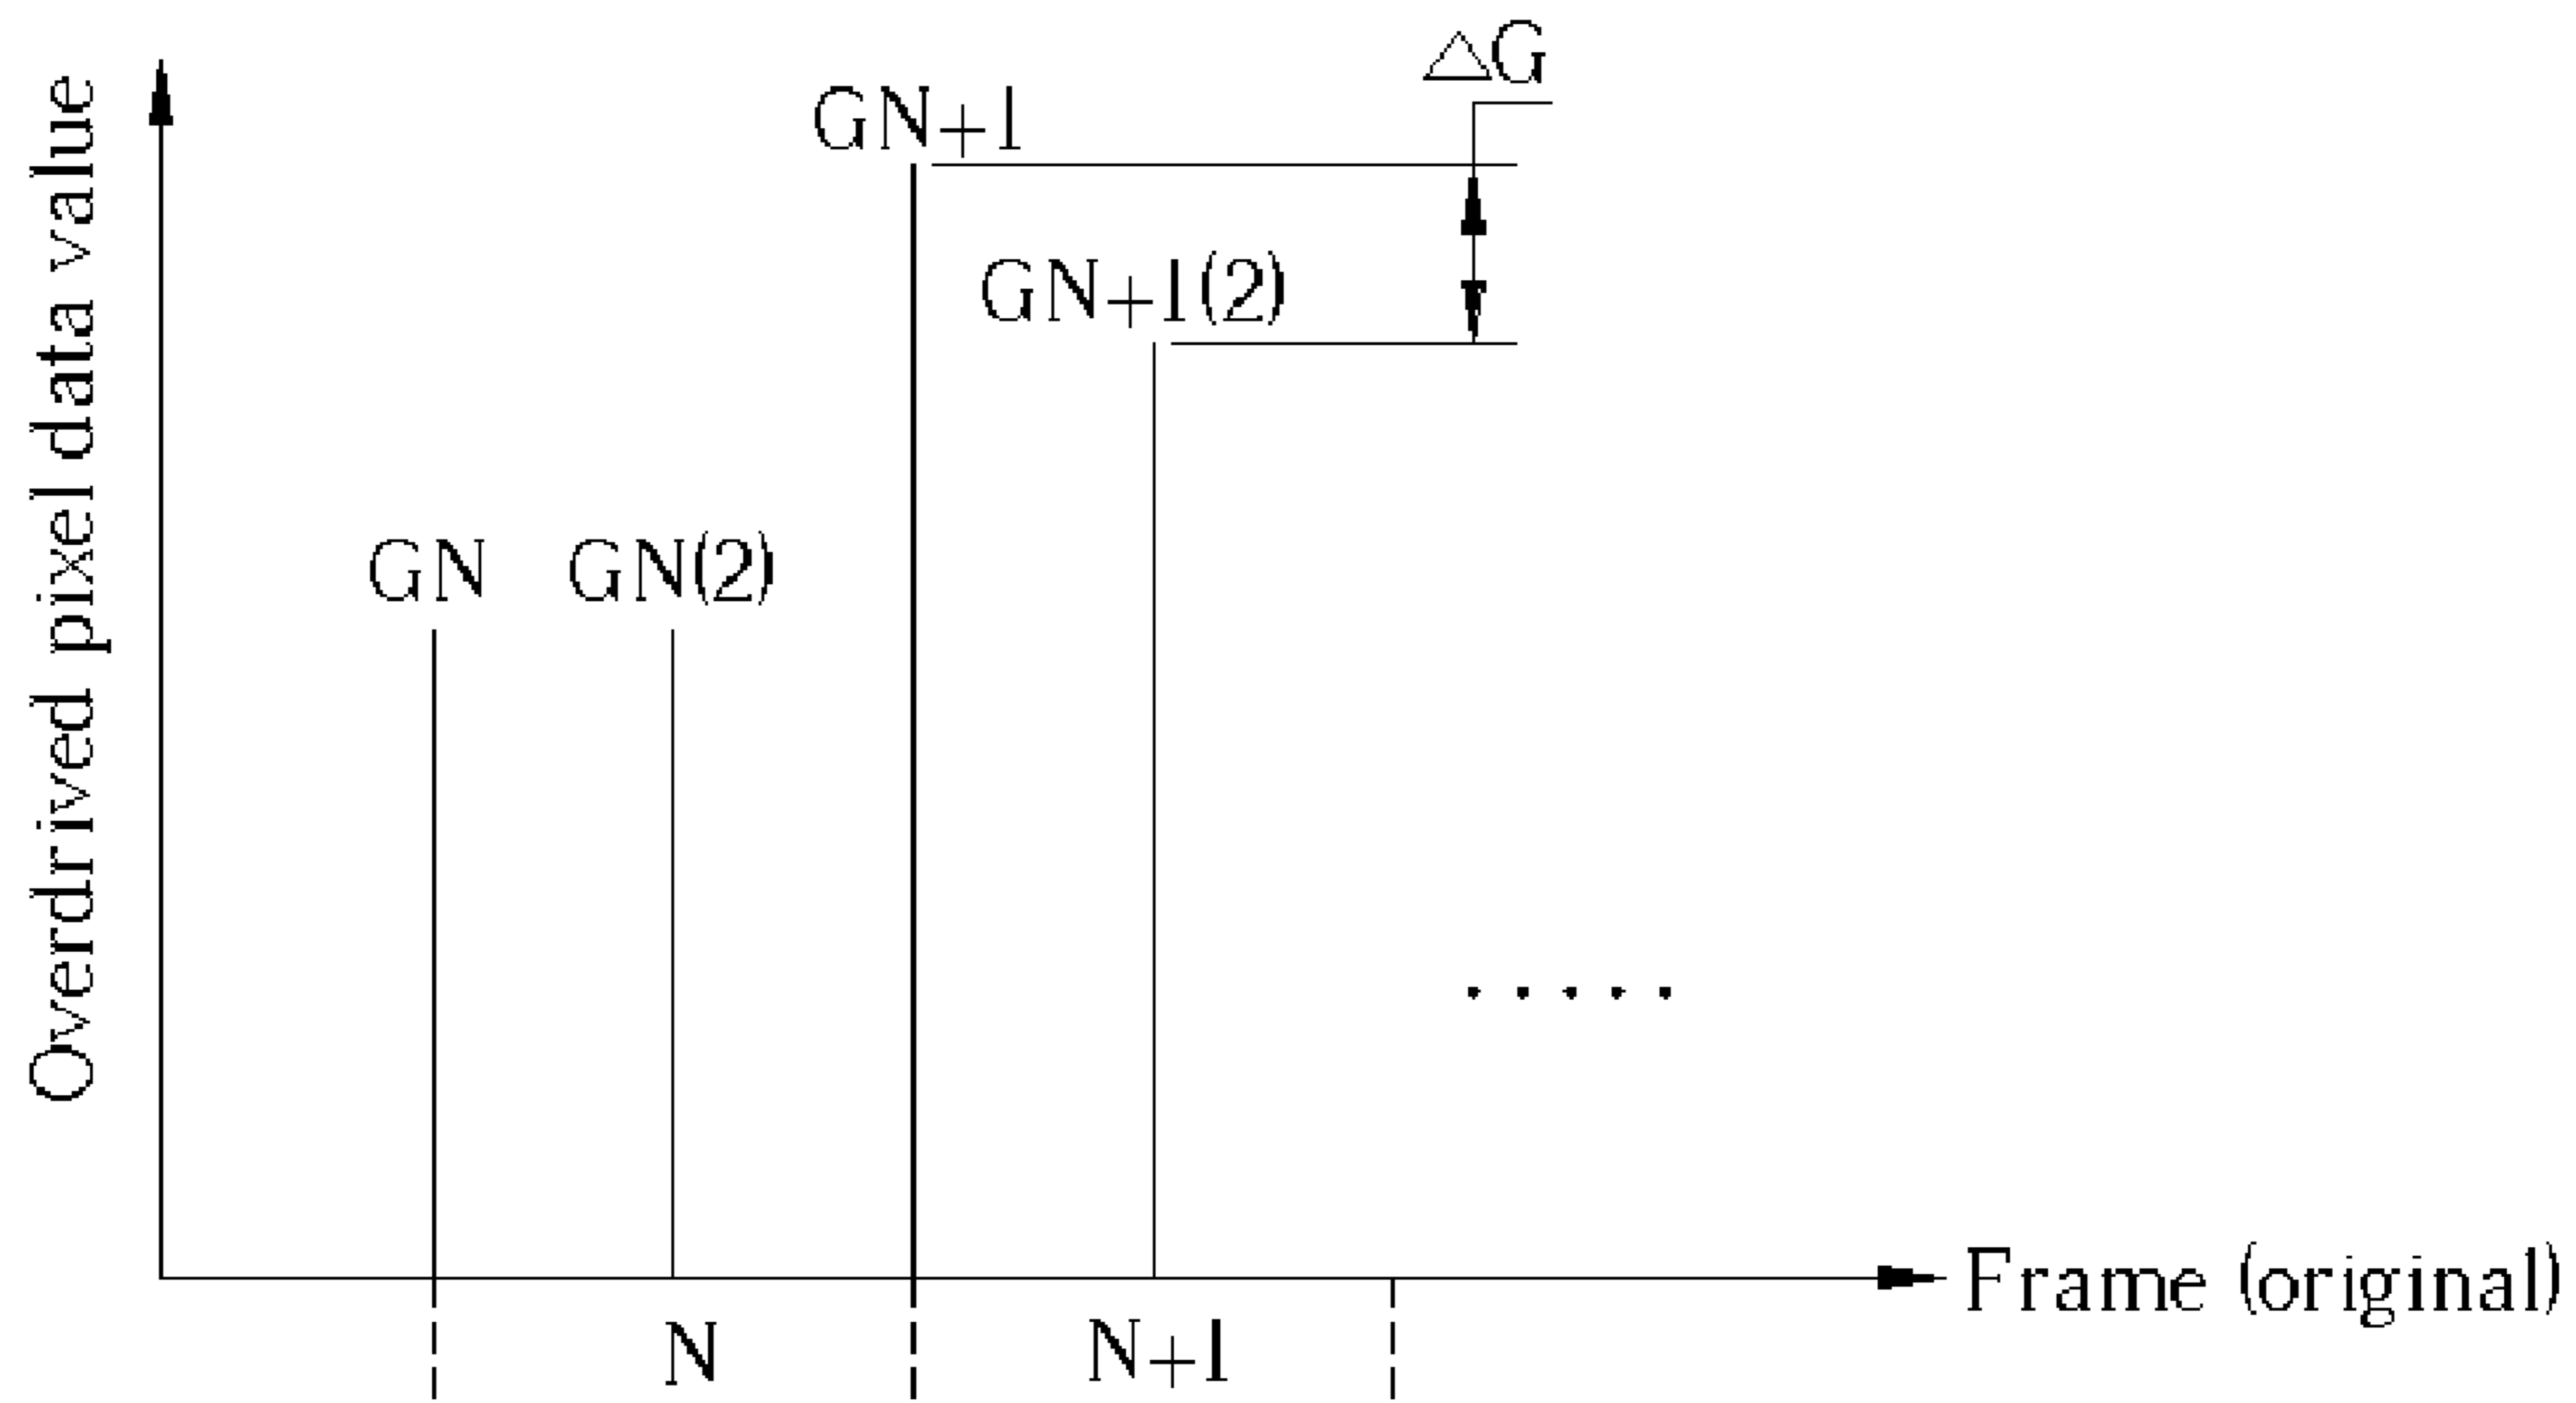 ΔG
GN+1
GN+1(2)
GN GN(2)
Overdrived pixel data value
.....
Frame (original)
N N+1